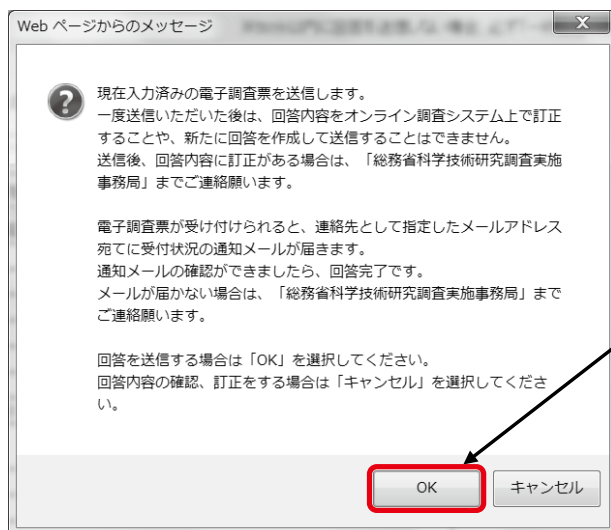 Web ページからのメッセージ
現在入力済みの電子調査票を送信します。
一度送信いただいた後は、回答内容をオンライン調査システム上で訂正
することや、新たに回答を作成して送信することはできません。
送信後、回答内容に訂正がある場合は、「総務省科学技術研究調査実施
事務局」までご連絡願います。
電子調査票が受け付けられると、連絡先として指定したメールアドレス
宛てに受付状況の通知メールが届きます。
通知メールの確認ができましたら、回答完了です。
メールが届かない場合は、「総務省科学技術研究調査実施事務局」まで
ご連絡願います。
回答を送信する場合は「OK」を選択してください。
回答内容の確認、訂正をする場合は「キャンセル」を選択してくださ
い。
OK
キャンセル